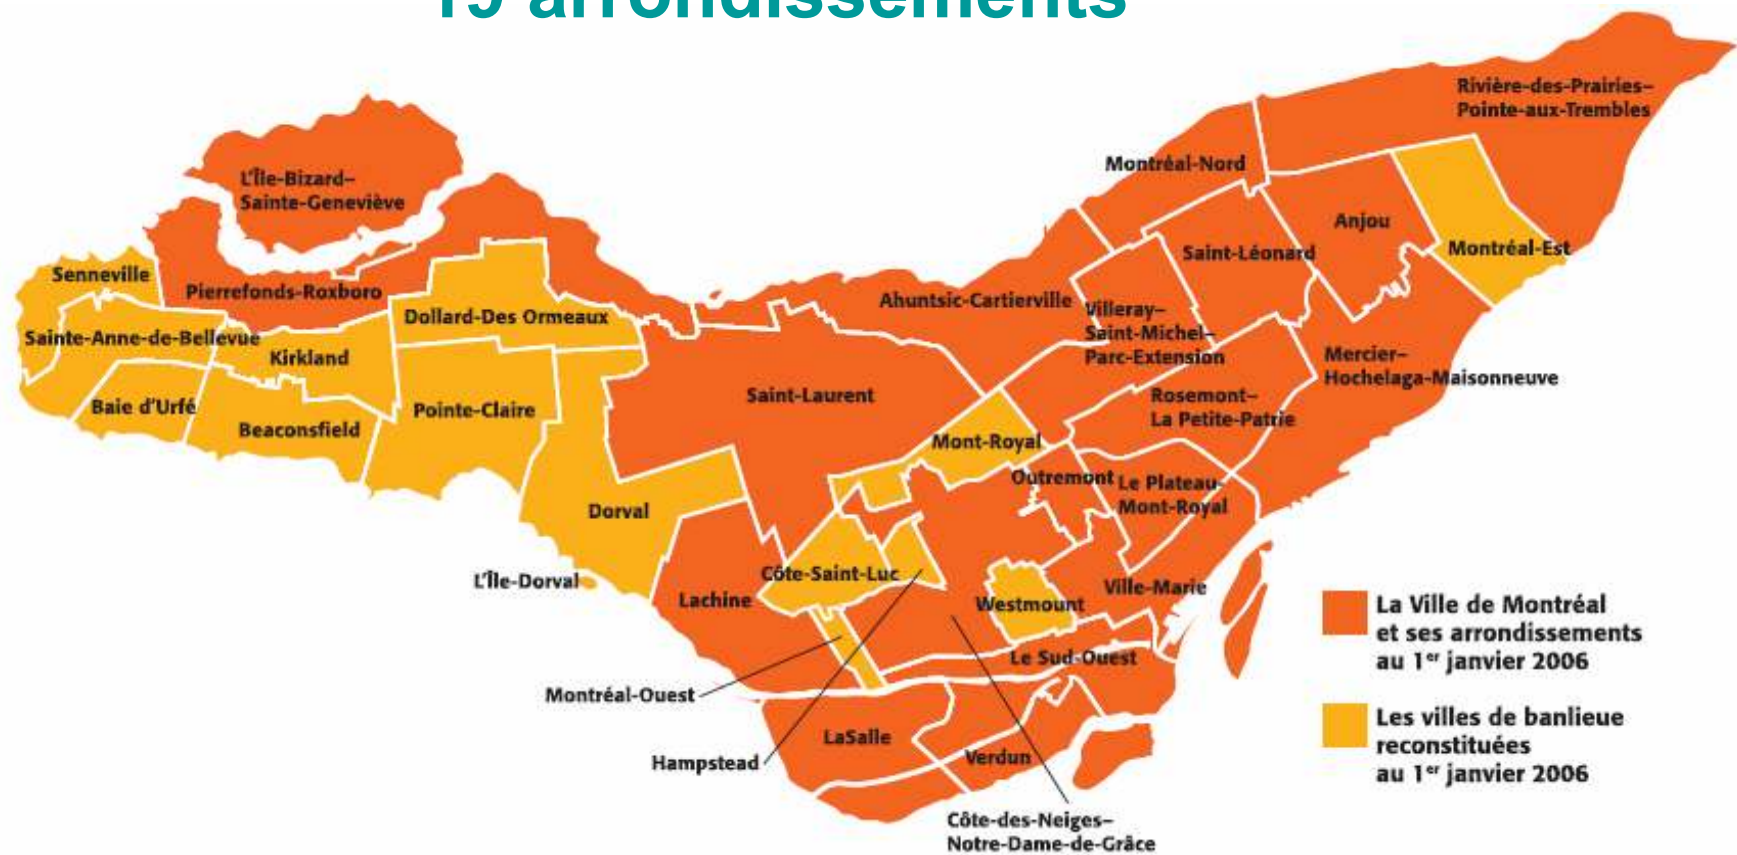 19 arrondissements
Rivière-des-Prairies–
Pointe-aux-Trembles
Montréal-Nord
L'Île-Bizard–
Sainte-Geneviève
Anjou
Montréal-Est
Saint-Léonard
Senneville
Pierrefonds-Roxboro
Ahuntsic-Cartierville
Villeray–
Saint-Michel–
Parc-Extension
Dollard-Des Ormeaux
Sainte-Anne-de-Bellevue
Kirkland
Mercier–
Hochelaga-Maisonneuve
Saint-Laurent
Rosemont–
La Petite-Patrie
Baie d'Urfé
Pointe-Claire
Beaconsfield
Mont-Royal
Outremont
Le Plateau-
Mont-Royal
Dorval
L'Île-Dorval
Côte-Saint-Luc
Lachine
Westmount
Ville-Marie
Le Sud-Ouest
Montréal-Ouest
LaSalle
Hampstead
Verdun
Côte-des-Neiges–
Notre-Dame-de-Grâce
La Ville de Montréal
et ses arrondissements
au 1er janvier 2006
Les villes de banlieue
reconstituées
au 1er janvier 2006